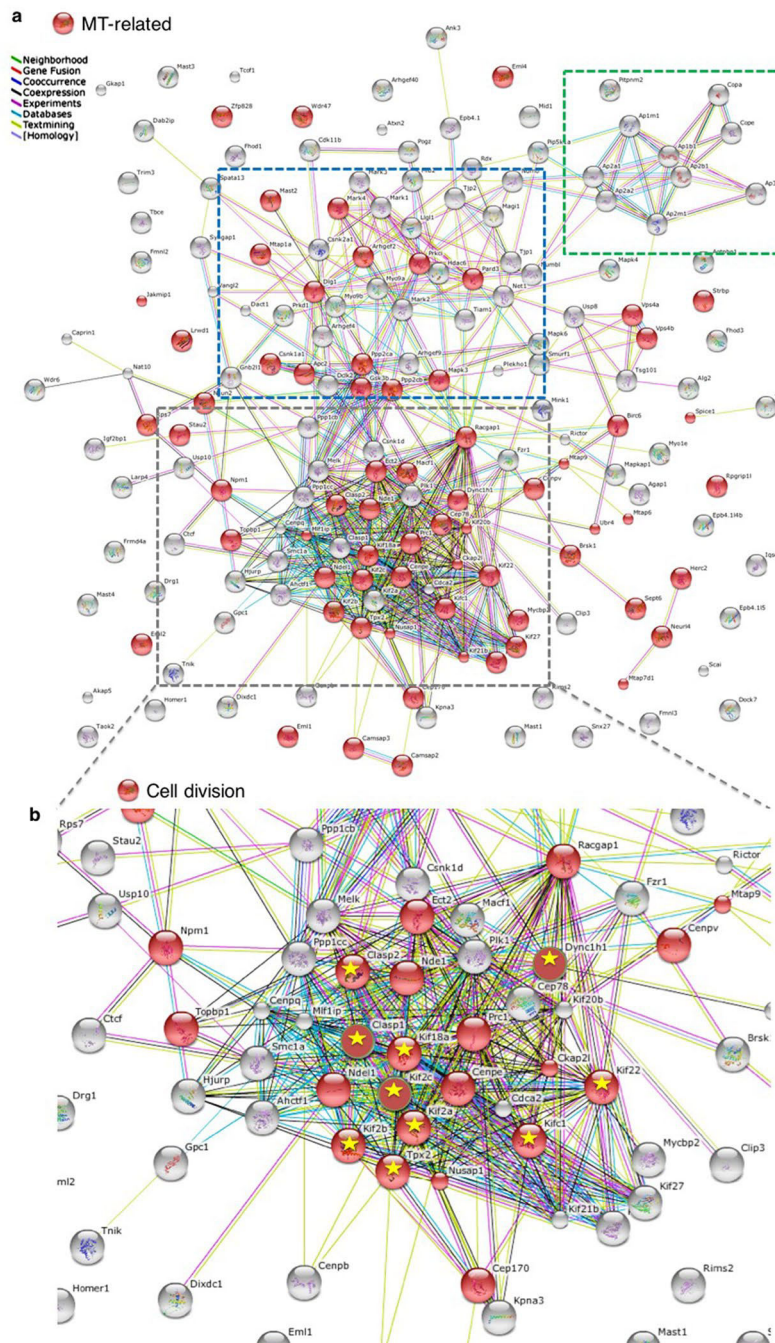 a
MT-related
Neighborhood
Gene Fusion
Cooccurrence
Coexpression
Experiments
Databases
Textmining
[Homology]
Ank3
Mast3
Tcof1
Gkap1
Arhgef40
Eml4
Pitpnm2
Copa
Zfp828
Wdr47
Atxn2
Mid1
Ap1m1
Cope
Dab2ip
Cdk11b
Pogz
Epb4.1
Fhod1
Rdx
Ap1b1
Trim3
Mark3
Tjp2
Ap2a1
Ap2b1
Spata13
Mast2
Mark4
Mark1
Magi1
Ap2a2
Tbce
Llgl1
Ap2m1
Syngap1
Mtap1a
Csnk2a1
Arhgef2
Prkci
Hdac6
Tjp1
Fmnl2
Pard3
Mapk4
Vangl2
Dlg1
Myo9a
Net1
Jakmip1
Dact1
Prkd1
Myo9b
Mark2
Tiam1
Usp8
Vps4a
Strbp
Caprin1
Lrwd1
Arhgef4
Mapk6
Vps4b
Fhod3
Nat10
Csnk1a1
Apc2
Ppp2ca
Arhgef9
Smurf1
Wdr6
Gnb2l1
Gsk3b
Ppp2cb
Mapk3
Plekho1
Tsg101
Alg2
Mink1
Rps7
Stau2
Ppp1cb
Racgap1
Birc6
Spice1
Igf2bp1
Usp10
Csnk1d
Rictor
Myo1e
Melk
Ect2
Macf1
Fzr1
Mtap9
Mapkap1
Larp4
Npm1
Ppp1cc
Clasp2
Nde1
Plk1
Dync1h1
Cenpv
Agap1
Rpgrip1l
Cenpq
Cep78
Mtap6
Topbp1
Mlf1ip
Clasp1
Prc1
Kif20b
Ubr4
Epb4.1l4b
Ctcf
Smc1a
Kif18a
Ckap2l
Brsk1
Frmd4a
Hjurp
Ndel1
Kif2c
Cenpe
Kif22
Herc2
Drg1
Ahctf1
Kif2a
Cdca2
Mast4
Kif2b
Kifc1
Sept6
Gpc1
Tpx2
Nusap1
Mycbp2
Clip3
Epb4.1l5
Eml2
Kif27
Neurl4
Tnik
Kif21b
Scai
Akap5
Homer1
Dixdc1
Cep170
Rims2
Mtap7d1
Kpna3
Dock7
Task2
Eml1
Mast1
Snx27
Fmnl3
Camsap3
Camsap2
Cell division
b
Rps7
Stau2
Ppp1cb
Racgap1
Rictor
Usp10
Csnk1d
Melk
Ect2
Macf1
Fzr1
Mtap9
Npm1
Ppp1cc
Plk1
Dync1h1
Cenpv
Clasp2
Nde1
Cep78
Topbp1
Cenpq
Mlf1ip
Kif20b
Ctcf
Clasp1
Prc1
Smc1a
Kif18a
Ckap2l
Hjurp
Ndel1
Kif2c
Cenpe
Kif22
Drg1
Ahctf1
Kif2a
Cdca2
Kif2b
Kifc1
Gpc1
Tpx2
Nusap1
Mycbp2
Clip3
Kif27
Tnik
Kif21b
Cenpb
Cep170
Rims2
Homer1
Dixdc1
Kpna3
Eml1
Mast1